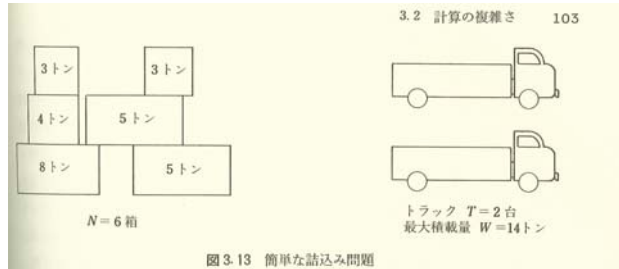 3.2 計算の複雑さ 103
3トン 3トン
4トン 5トン
8トン 5トン
N=6箱
トラック T=2台
最大積載量 W=14トン
図3.13 簡単な詰込み問題